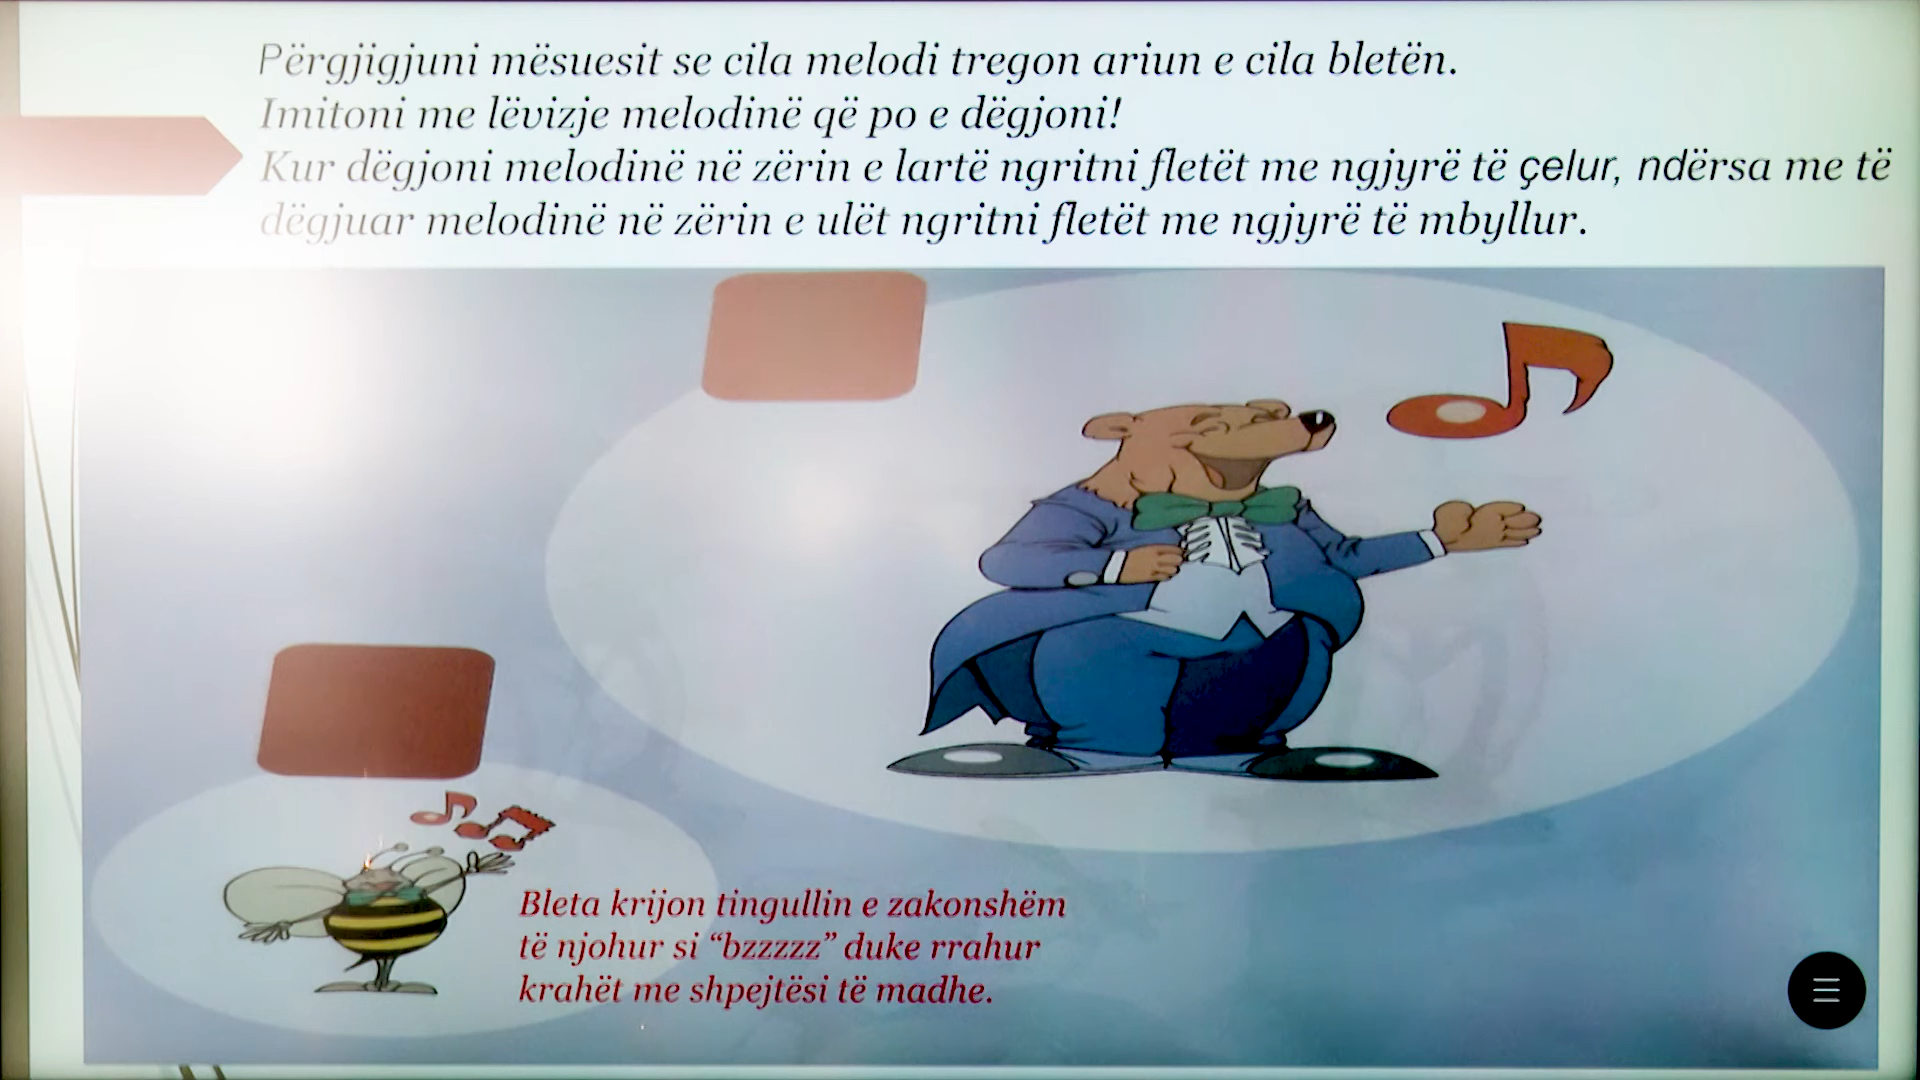 Përgjigjuni mësuesit se cila melodi tregon ariun e cila bletën.
Imitoni me lëvizje melodinë që po e dëgjoni!
Kur dëgjoni melodinë në zërin e lartë ngritni fletët me ngjyrë të çelur, ndërsa me të
dëgjuar melodinë në zërin e ulët ngritni fletët me ngjyrë të mbyllur.
Bleta krijon tingullin e zakonshëm
të njohur si “bzzzzz” duke rrahur
krahët me shpejtësi të madhe.